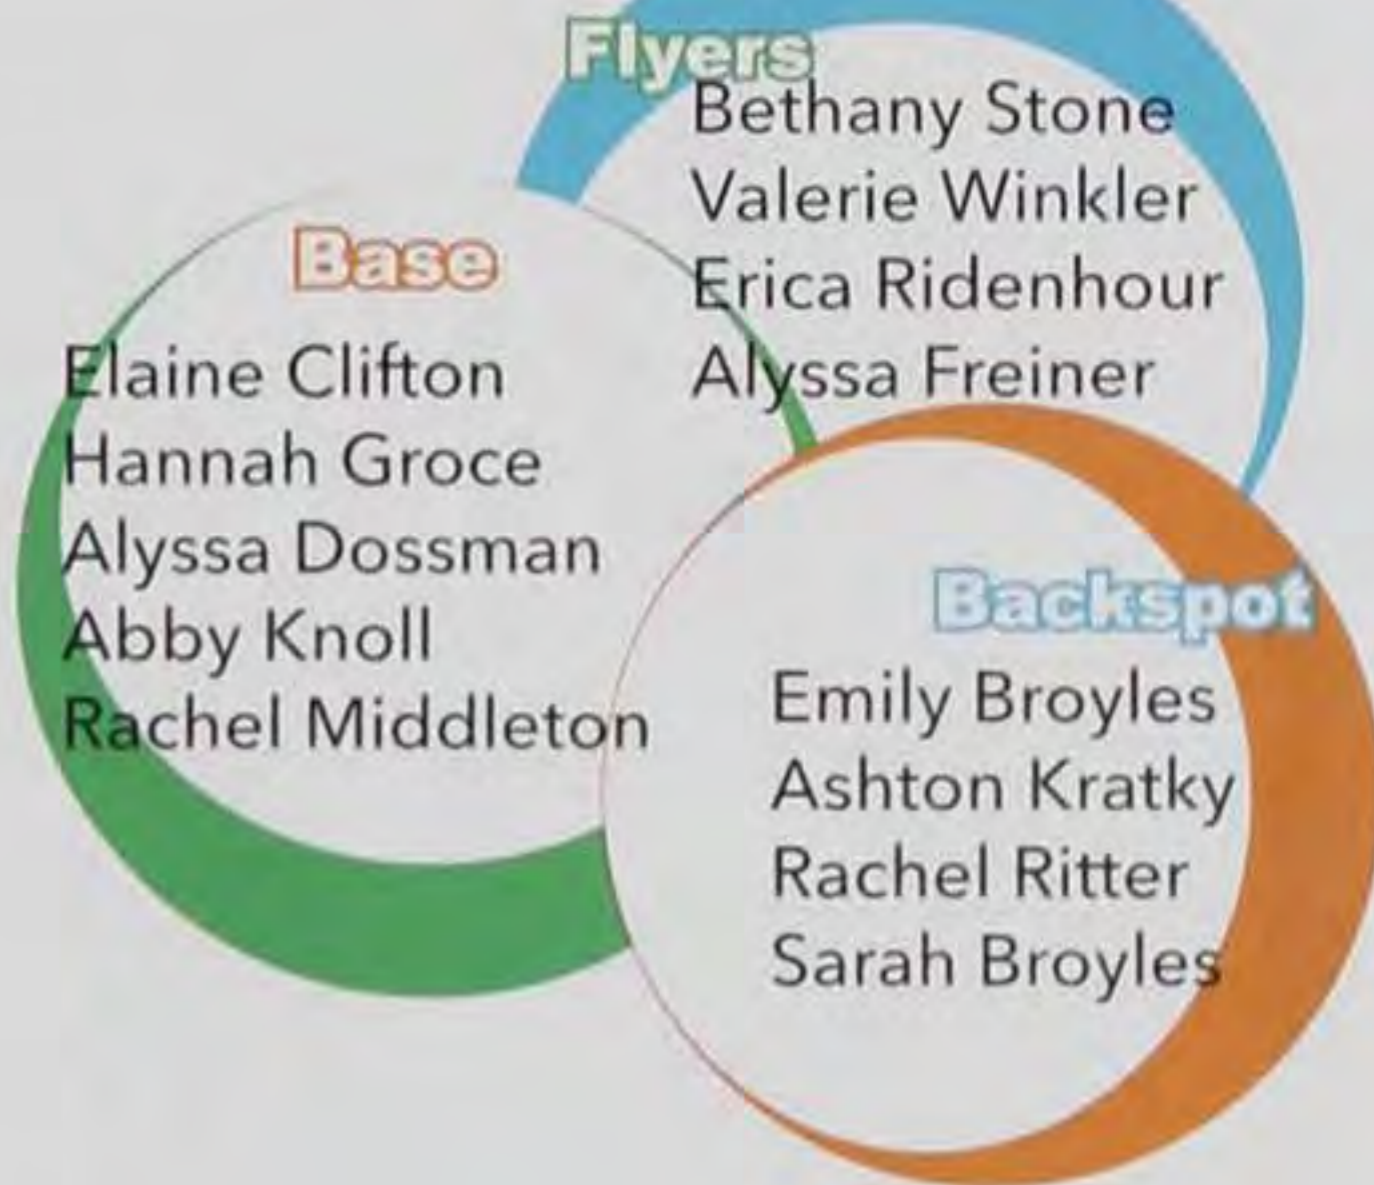 Flyers
Bethany Stone
Valerie Winkler
Erica Ridenhour
Alyssa Freiner
Base
Elaine Clifton
Hannah Groce
Alyssa Dossman
Abby Knoll
Rachel Middleton
Backspot
Emily Broyles
Ashton Kratky
Rachel Ritter
Sarah Broyles